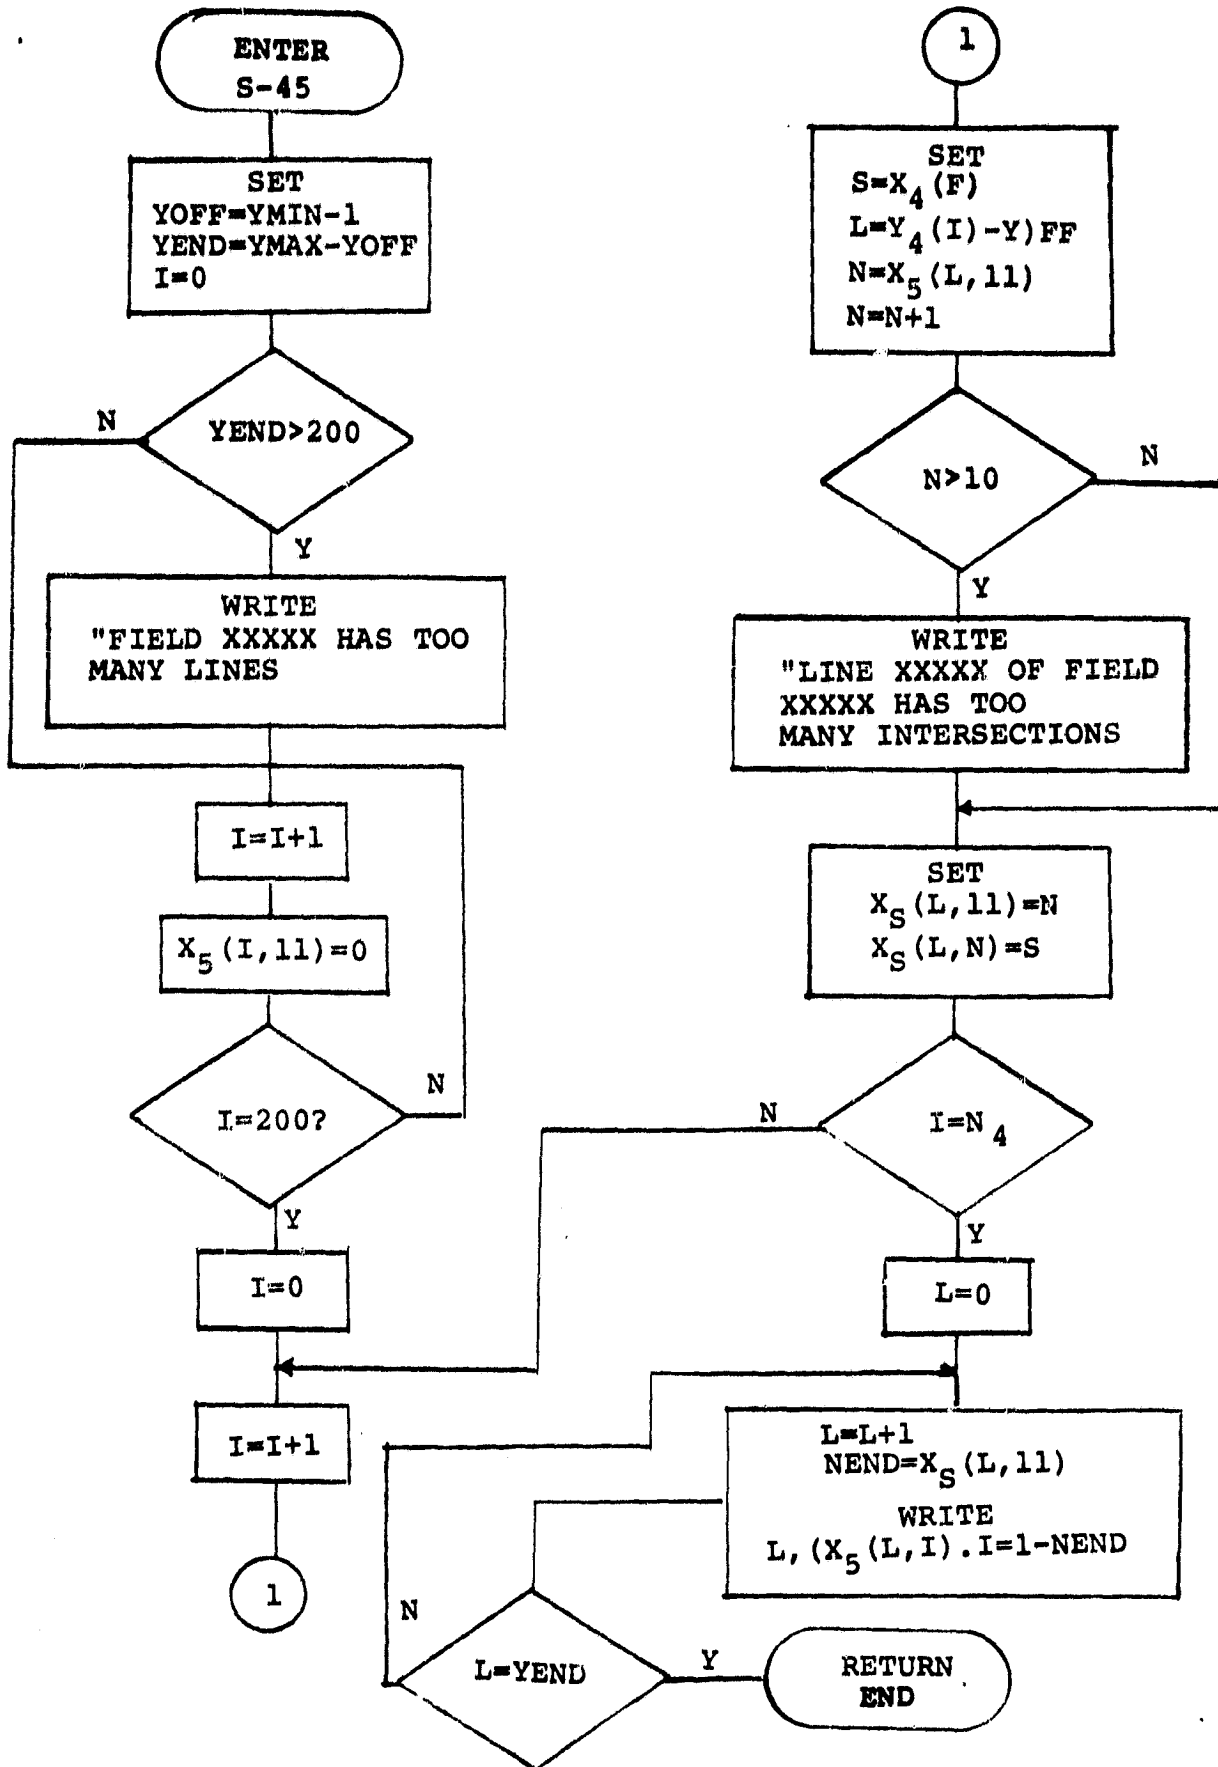 ENTER
S-45
SET
YOFF=YMIN-1
YEND=YMAX-YOFF
I=0
YEND>200
N
Y
WRITE
"FIELD XXXXX HAS TOO
MANY LINES
I=I+1
X5(I,11)=0
I=200?
N
Y
I=0
I=I+1
1
1
SET
S=X4(F)
L=Y4(I)-Y)FF
N=X5(L,11)
N=N+1
N>10
N
Y
WRITE
"LINE XXXXX OF FIELD
XXXXX HAS TOO
MANY INTERSECTIONS
SET
XS(L,11)=N
XS(L,N)=S
I=N4
N
Y
L=0
L=L+1
NEND=XS(L,11)
WRITE
L,(X5(L,I).I=1-NEND
L=YEND
N
Y
RETURN
END